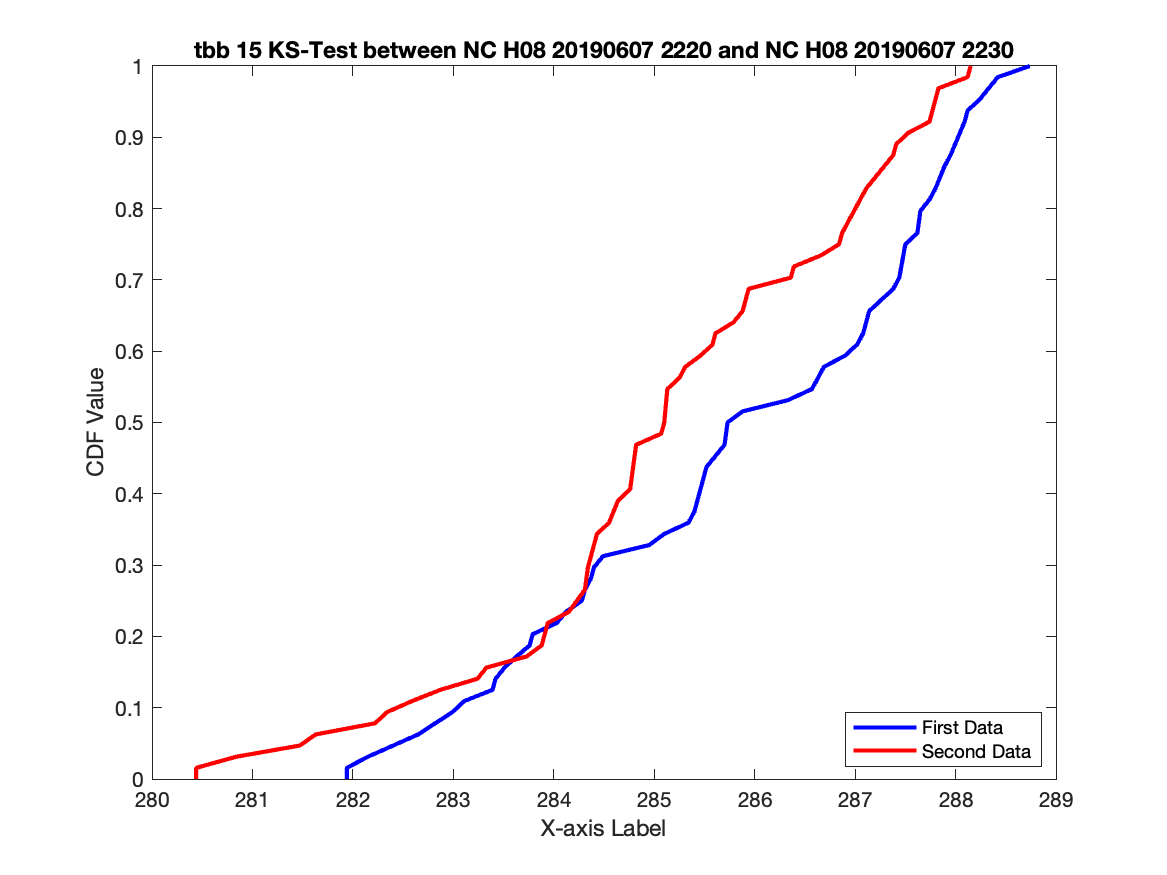 tbb 15 KS-Test between NC H08 20190607 2220 and NC H08 20190607 2230
1
0.9
0.8
0.7
0.6
0.5
0.4
0.3
0.2
0.1
0
CDF Value
First Data
Second Data
280 281 282 283 284 285 286 287 288 289
X-axis Label